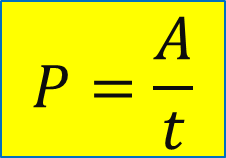 P = A/t